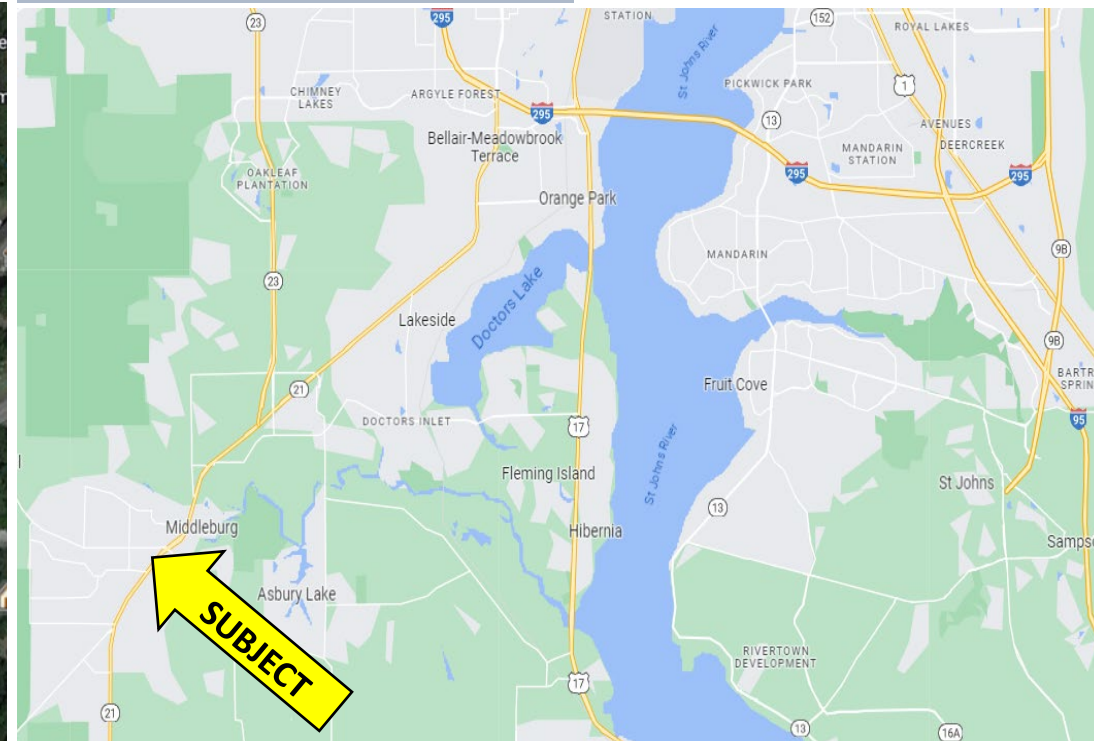 295
STATION
152
ROYAL LAKES
23
St Johns River
CHIMNEY
LAKES
ARGYLE FOREST
PICKWICK PARK
1
295
13
AVENUES
Bellair-Meadowbrook
Terrace
MANDARIN
STATION
DEERCREEK
OAKLEAF
PLANTATION
295
295
Orange Park
MANDARIN
9B
23
Doctors Lake
Lakeside
9B
BARTR
SPRIN
21
Fruit Cove
DOCTORS INLET
17
95
St Johns River
Fleming Island
St Johns
13
Middleburg
Hibernia
Sampso
Asbury Lake
SUBJECT
RIVERTOWN
DEVELOPMENT
17
21
13
16A